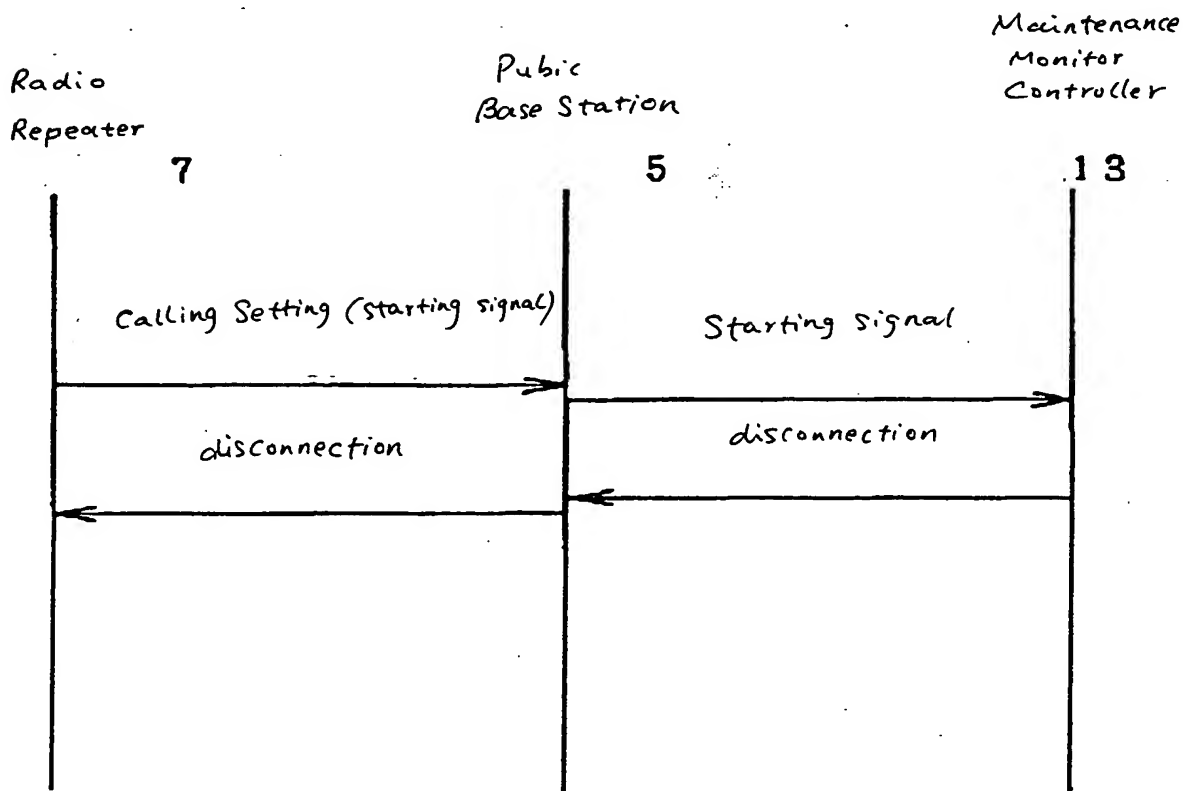 Radio
Repeater
7
Pubic
Base Station
5
Maintenance
Monitor
Controller
13
Calling Setting (starting signal)
Starting signal
disconnection
disconnection